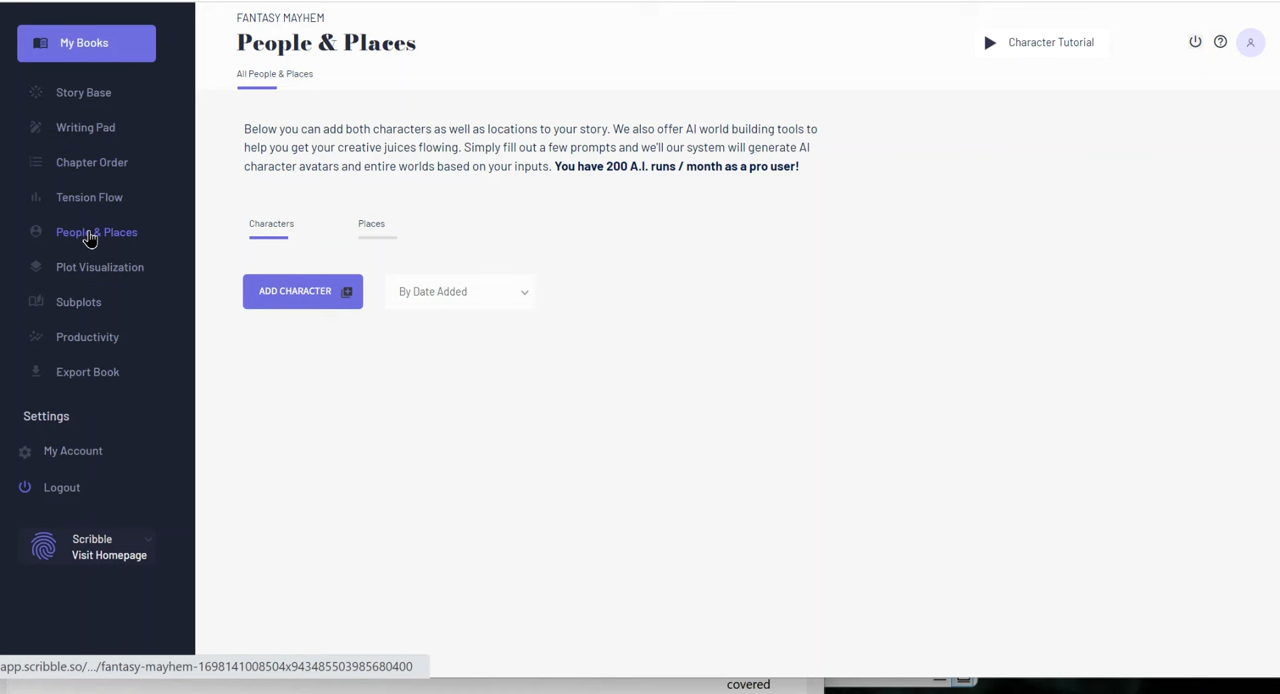 My Books
Story Base
Writing Pad
Chapter Order
Tension Flow
People & Places
Plot Visualization
Subplots
Productivity
Export Book
Settings
My Account
Logout
Scribble
Visit Homepage
FANTASY MAYHEM
People & Places
Character Tutorial
All People & Places
Below you can add both characters as well as locations to your story. We also offer AI world building tools to
help you get your creative juices flowing. Simply fill out a few prompts and we'll our system will generate AI
character avatars and entire worlds based on your inputs. You have 200 A.I. runs / month as a pro user!
Characters
Places
ADD CHARACTER
By Date Added
app.scribble.so/.../fantasy-mayhem-1698141008504x943485503985680400
covered